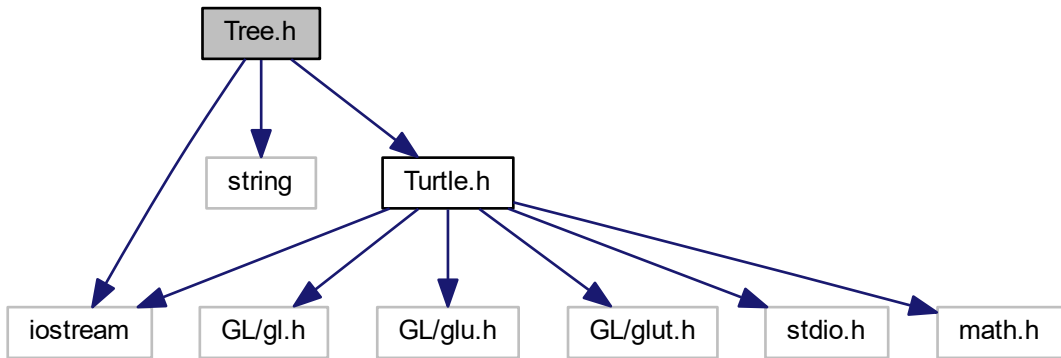 Tree.h
string
Turtle.h
iostream
GL/gl.h
GL/glu.h
GL/glut.h
stdio.h
math.h